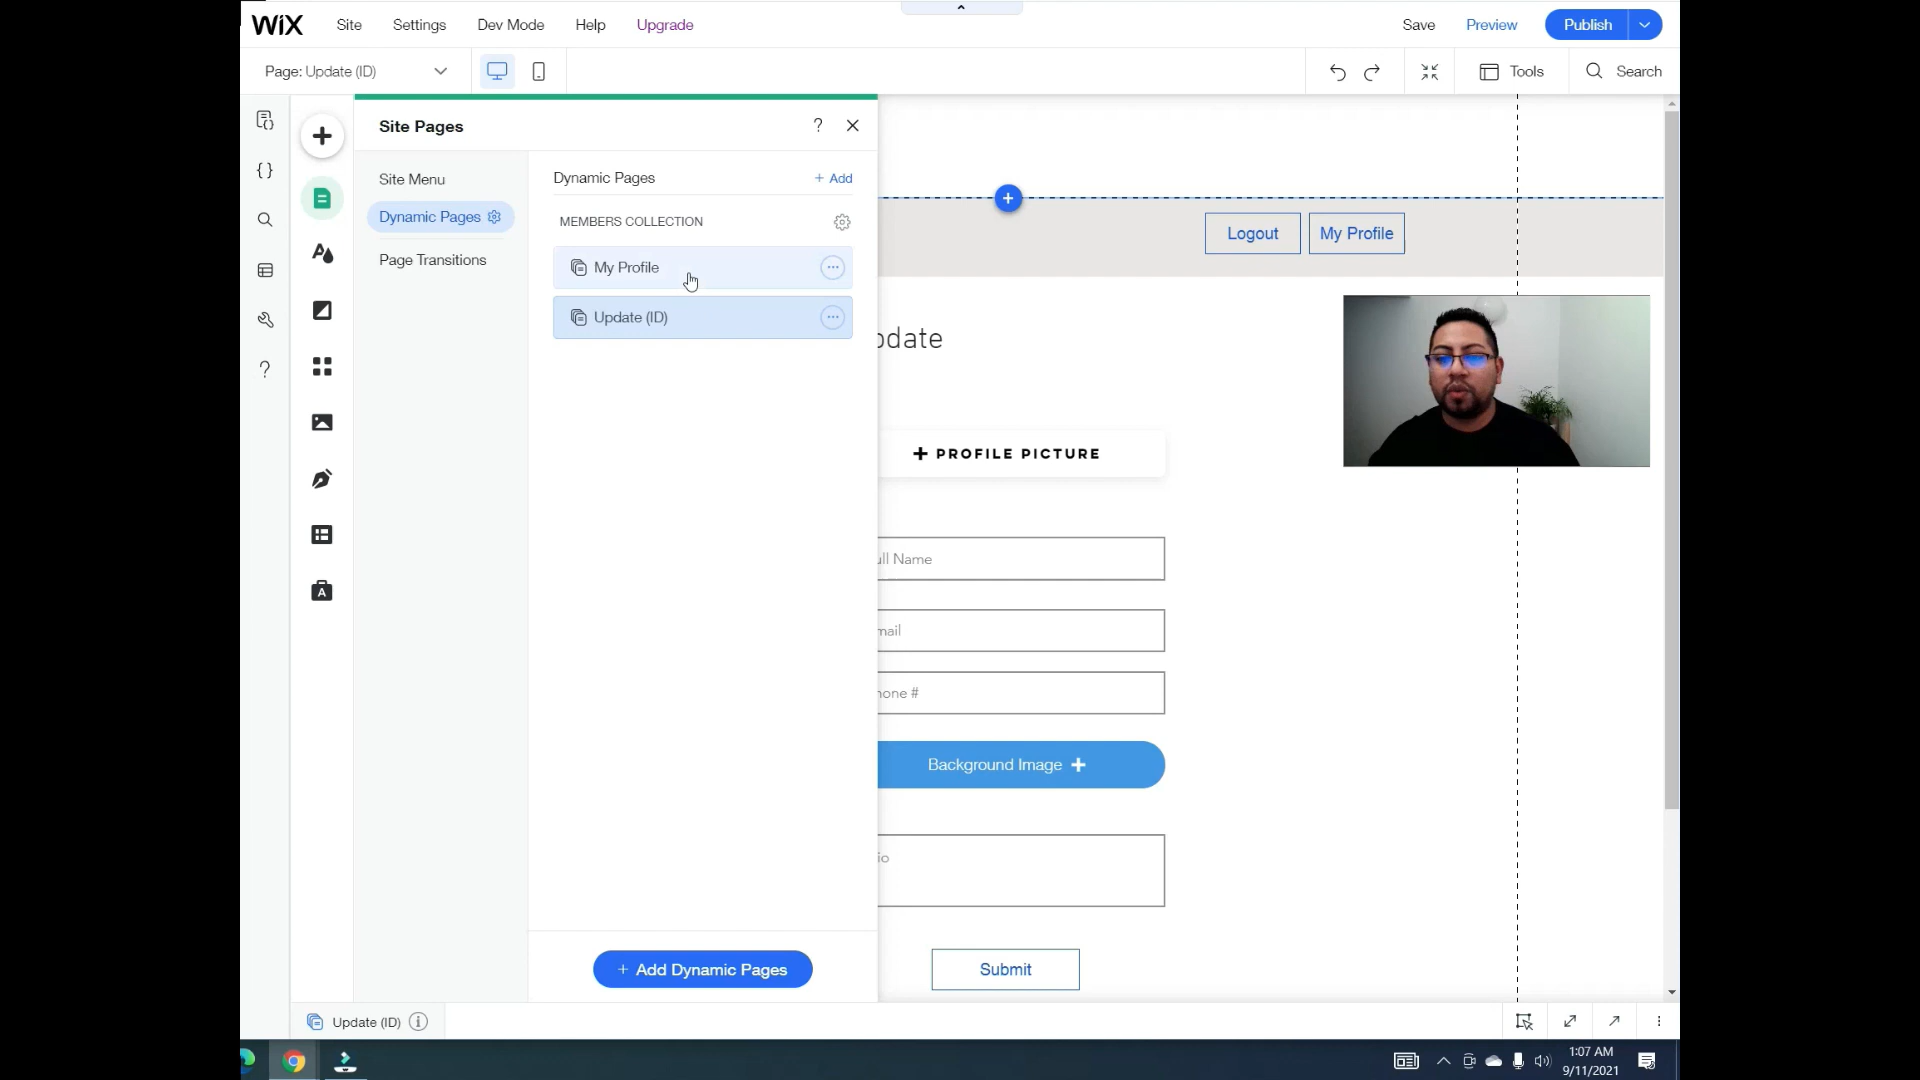 WiX Site Settings Dev Mode Help Upgrade Save Preview Publish
Page: Update (ID) Tools Search
Site Pages ?
Site Menu
Dynamic Pages
Page Transitions
Dynamic Pages + Add
MEMBERS COLLECTION
My Profile
Update (ID)
+ Add Dynamic Pages
Logout My Profile
pdate
+ PROFILE PICTURE
ull Name
mail
hone #
Background Image +
io
Submit
Update (ID)
1:07 AM
9/11/2021